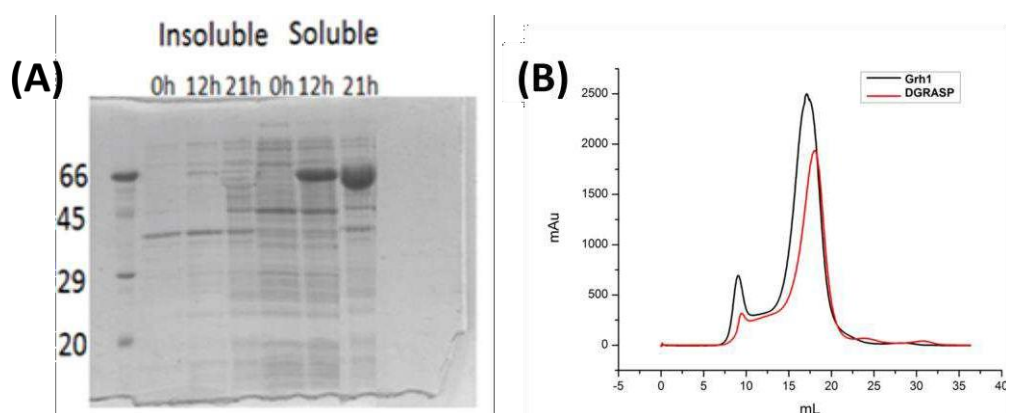 Insoluble Soluble
(A)
0h 12h 21h 0h 12h 21h
66
45
29
20
(B)
Grh1
DGRASP
2500
2000
1500
1000
500
0
mAu
-5 0 5 10 15 20 25 30 35 40
mL